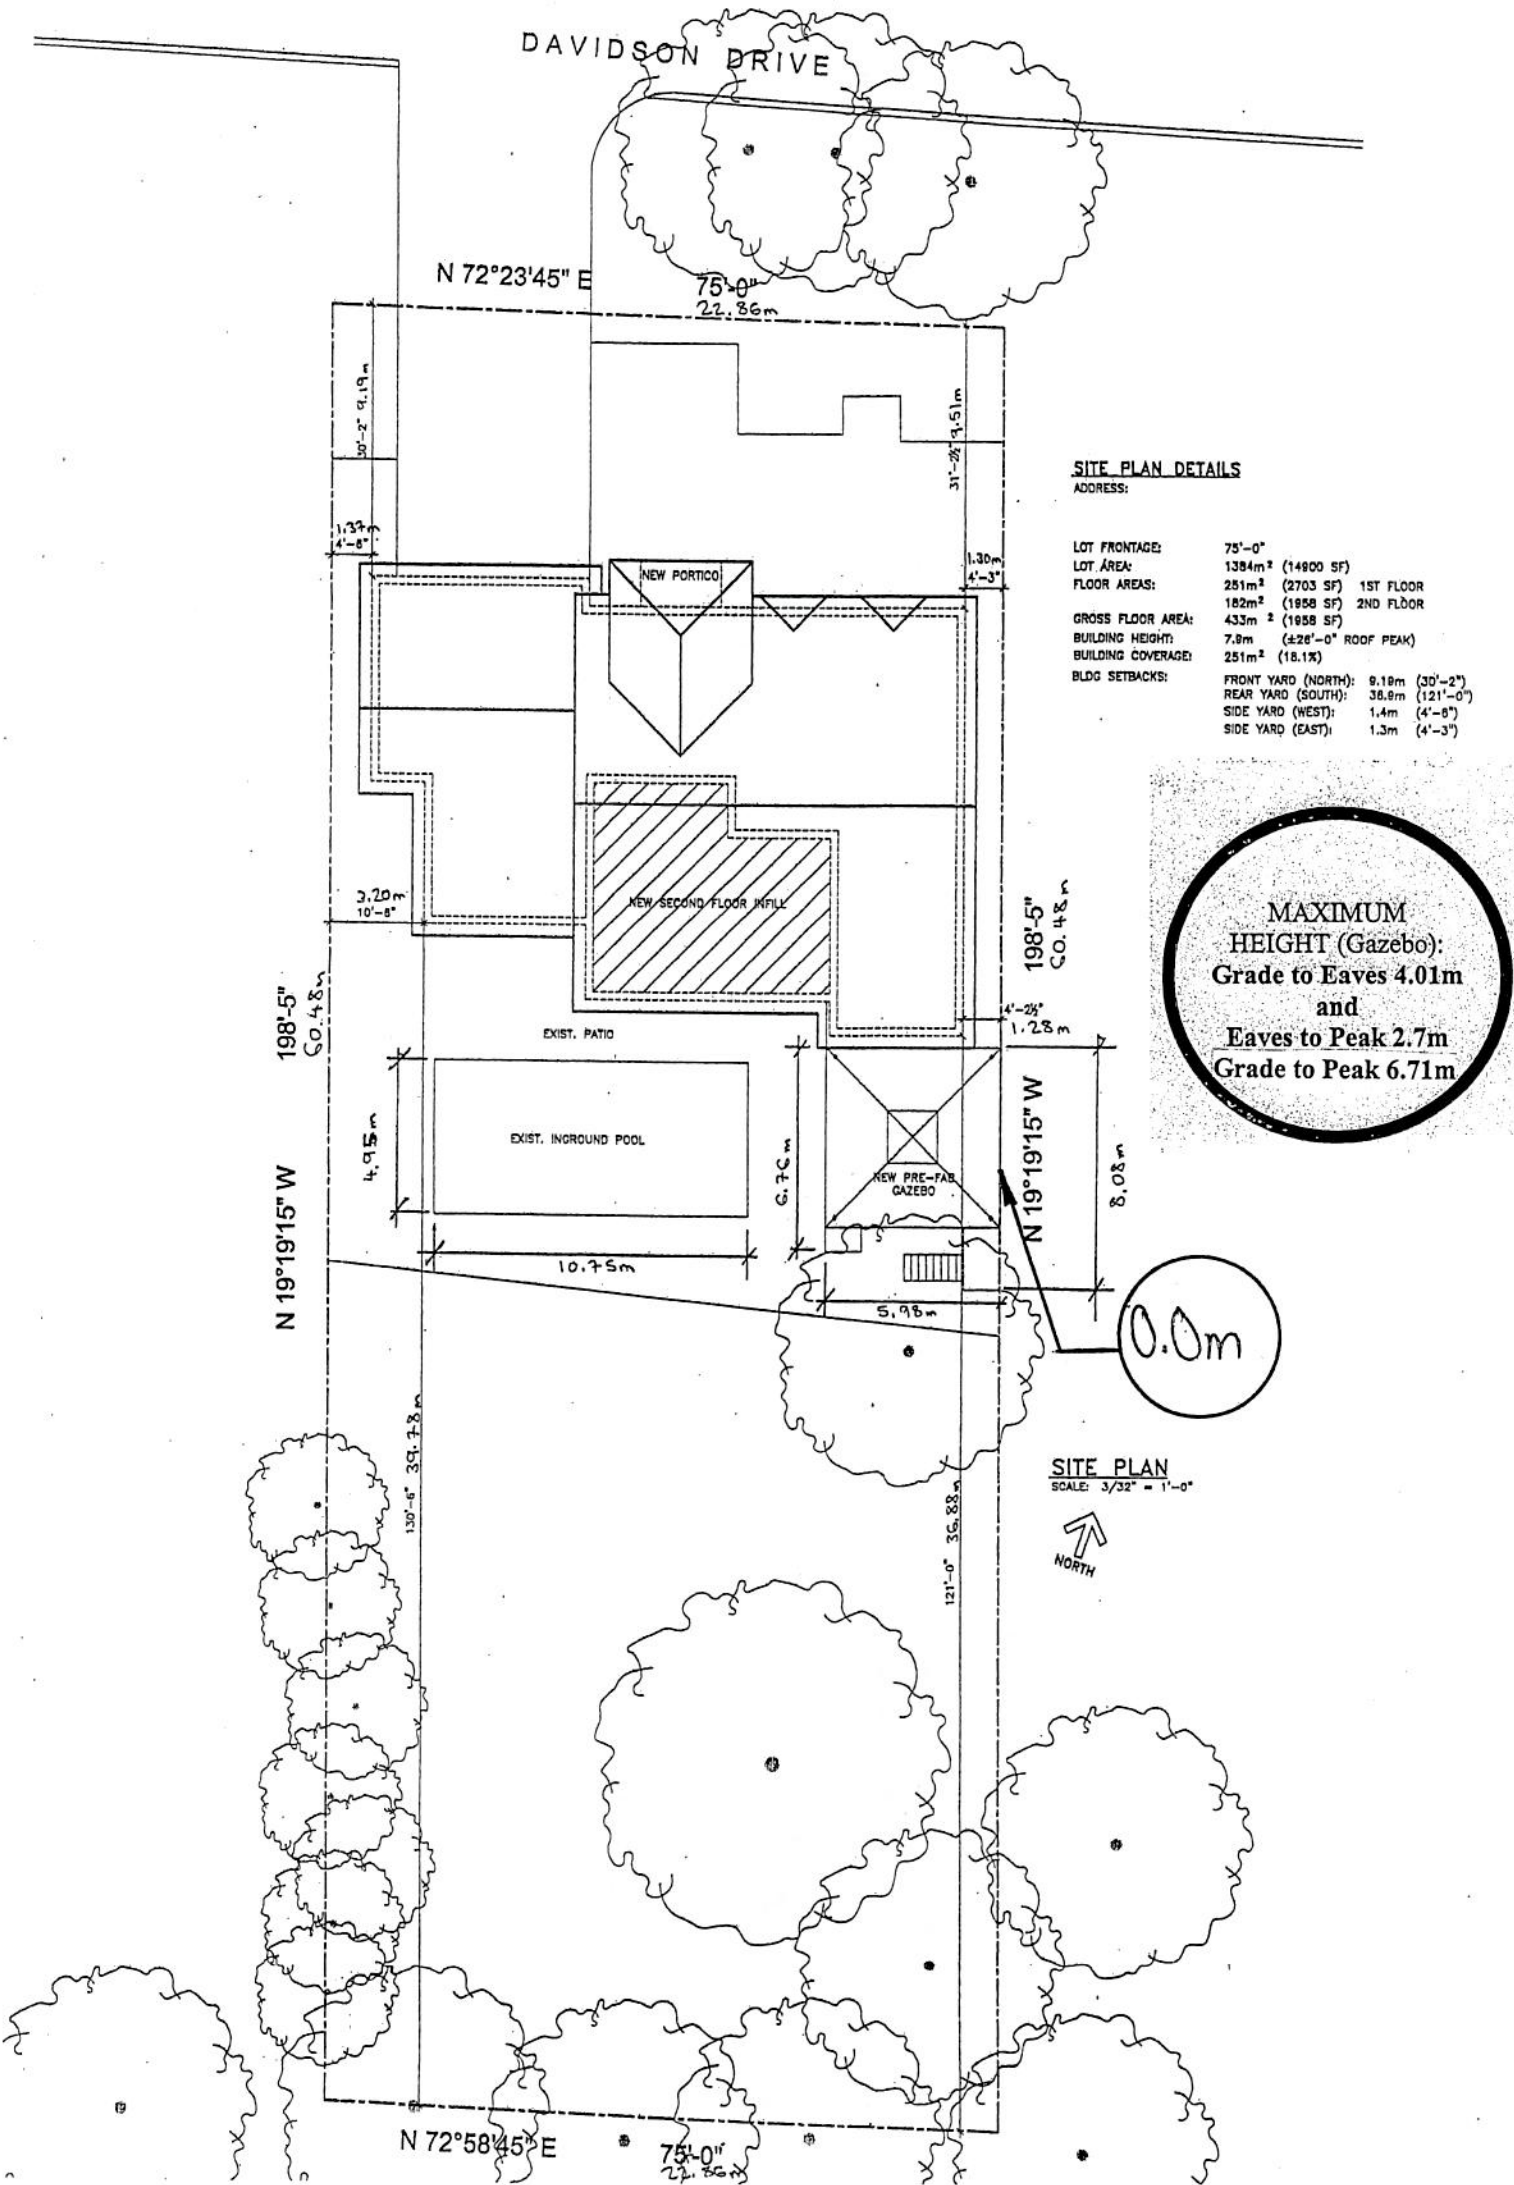 DAVIDSON DRIVE
N 72°23'45" E
75'-0"
22.86m
30'-2" 9.19m
31'-2½" 9.51m
1.37m
4'-6"
1.30m
4'-3"
NEW PORTICO
SITE PLAN DETAILS
ADDRESS:
LOT FRONTAGE: 75'-0"
LOT AREA: 1384m² (14900 SF)
FLOOR AREAS: 251m² (2703 SF) 1ST FLOOR
182m² (1958 SF) 2ND FLOOR
GROSS FLOOR AREA: 433m² (1958 SF)
BUILDING HEIGHT: 7.9m (±26'-0" ROOF PEAK)
BUILDING COVERAGE: 251m² (18.1%)
BLDG SETBACKS: FRONT YARD (NORTH): 9.19m (30'-2")
REAR YARD (SOUTH): 36.9m (121'-0")
SIDE YARD (WEST): 1.4m (4'-6")
SIDE YARD (EAST): 1.3m (4'-3")
MAXIMUM
HEIGHT (Gazebo):
Grade to Eaves 4.01m
and
Eaves to Peak 2.7m
Grade to Peak 6.71m
3.20m
10'-6"
NEW SECOND FLOOR INFILL
198'-5"
60.48m
198'-5"
60.48m
4'-2½"
1.28m
EXIST. PATIO
EXIST. INGROUND POOL
4.95m
10.75m
6.76m
NEW PRE-FAB
GAZEBO
8.08m
5.98m
N 19°19'15" W
N 19°19'15" W
0.0m
130'-6" 39.78m
121'-0" 36.88m
SITE PLAN
SCALE: 3/32" = 1'-0"
NORTH
N 72°58'45" E
75'-0"
22.86m